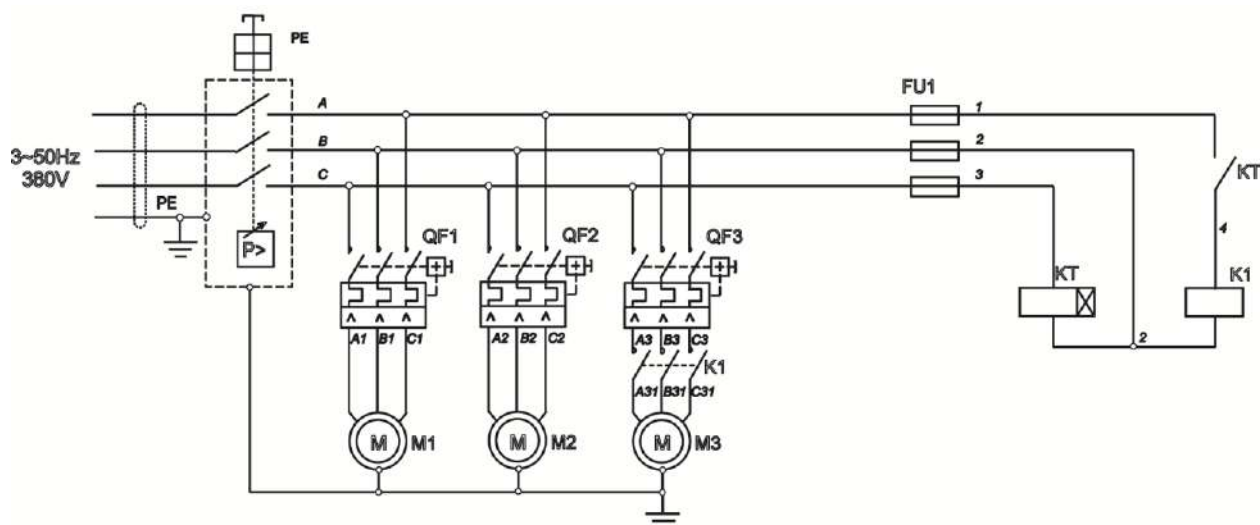 PE
A
FU1
1
B
2
3~50Hz
380V
C
3
KT
PE
P>
QF1
QF2
QF3
4
KT
K1
^ ^ ^
^ ^ ^
^ ^ ^
A1 B1 C1
A2 B2 C2
A3 B3 C3
2
K1
A31 B31 C31
M M1
M M2
M M3